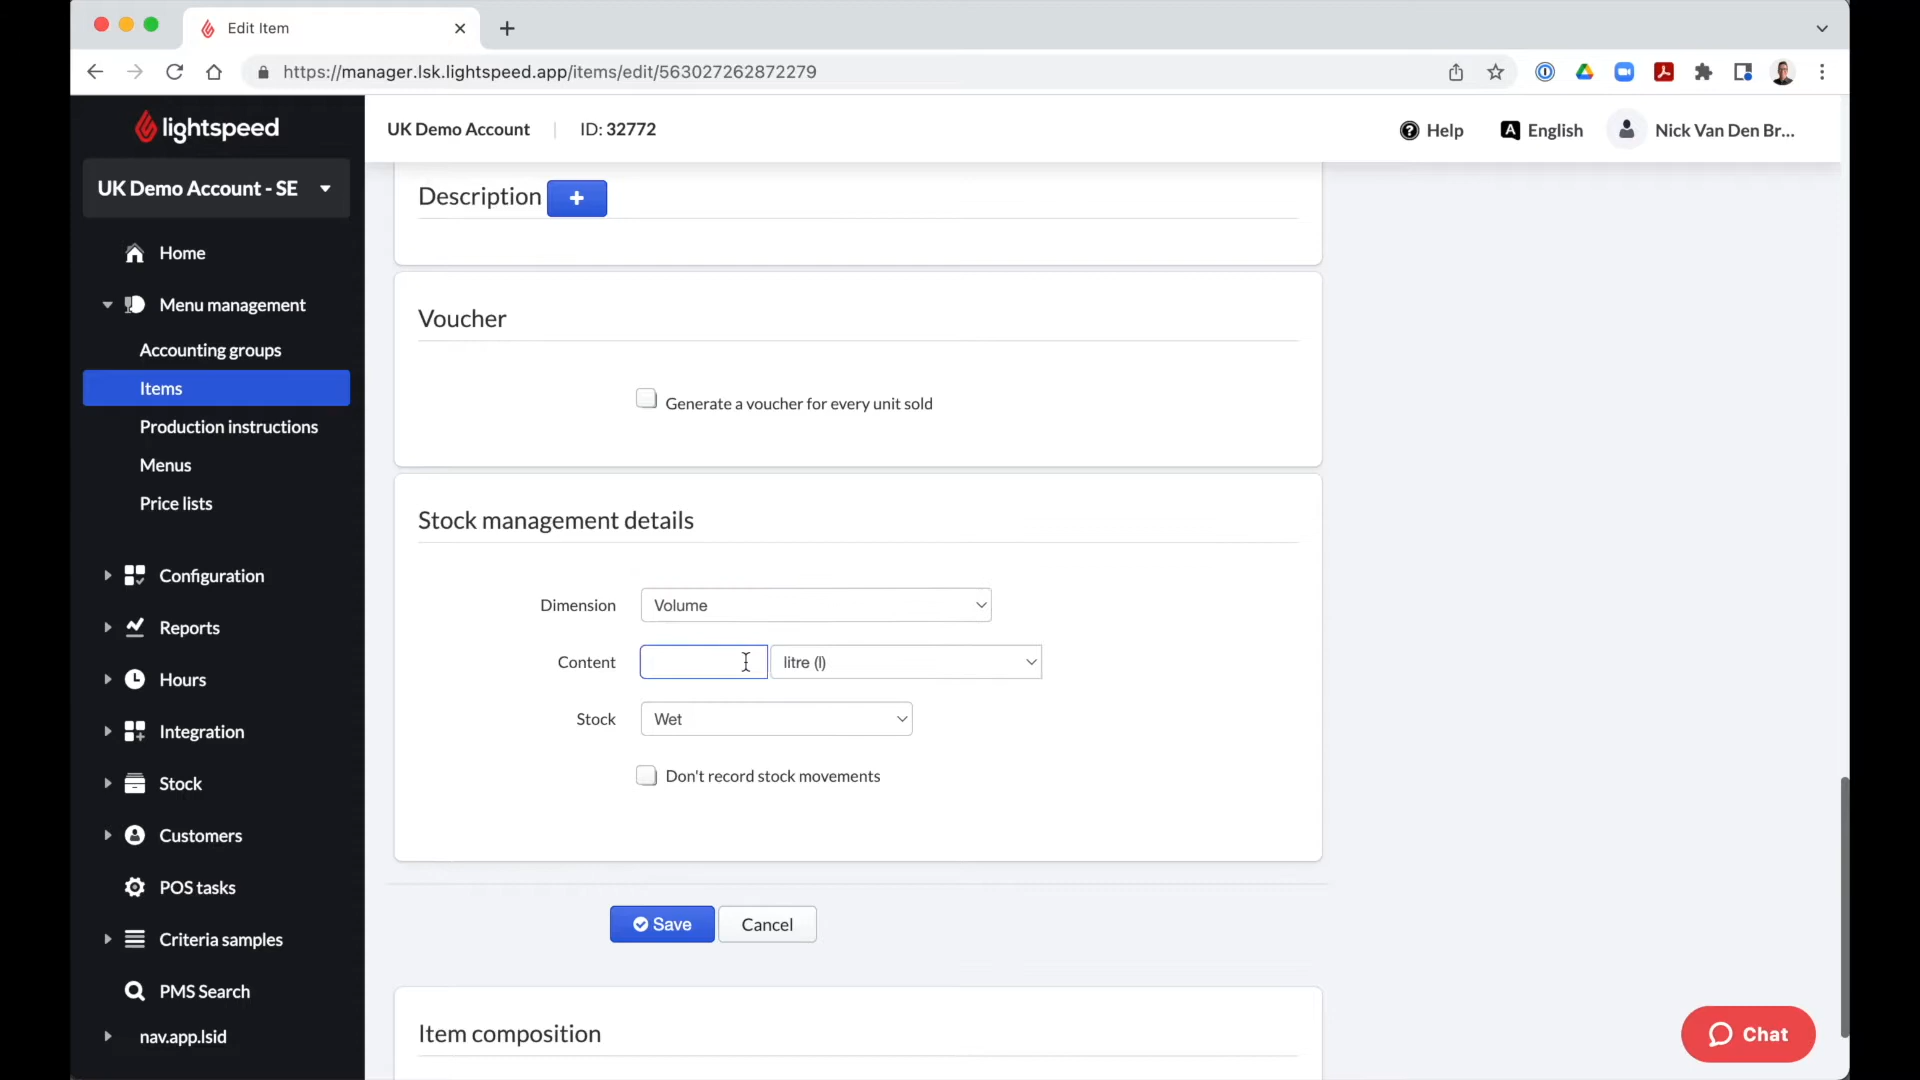 Edit Item
https://manager.lsk.lightspeed.app/items/edit/563027262872279
lightspeed
UK Demo Account | ID: 32772
Help
A English
Nick Van Den Br...
UK Demo Account - SE
Home
Menu management
Accounting groups
Items
Production instructions
Menus
Price lists
Configuration
Reports
Hours
Integration
Stock
Customers
POS tasks
Criteria samples
PMS Search
nav.app.lsid
Description +
Voucher
Generate a voucher for every unit sold
Stock management details
Dimension Volume
Content litre (l)
Stock Wet
Don't record stock movements
Save Cancel
Item composition
Chat